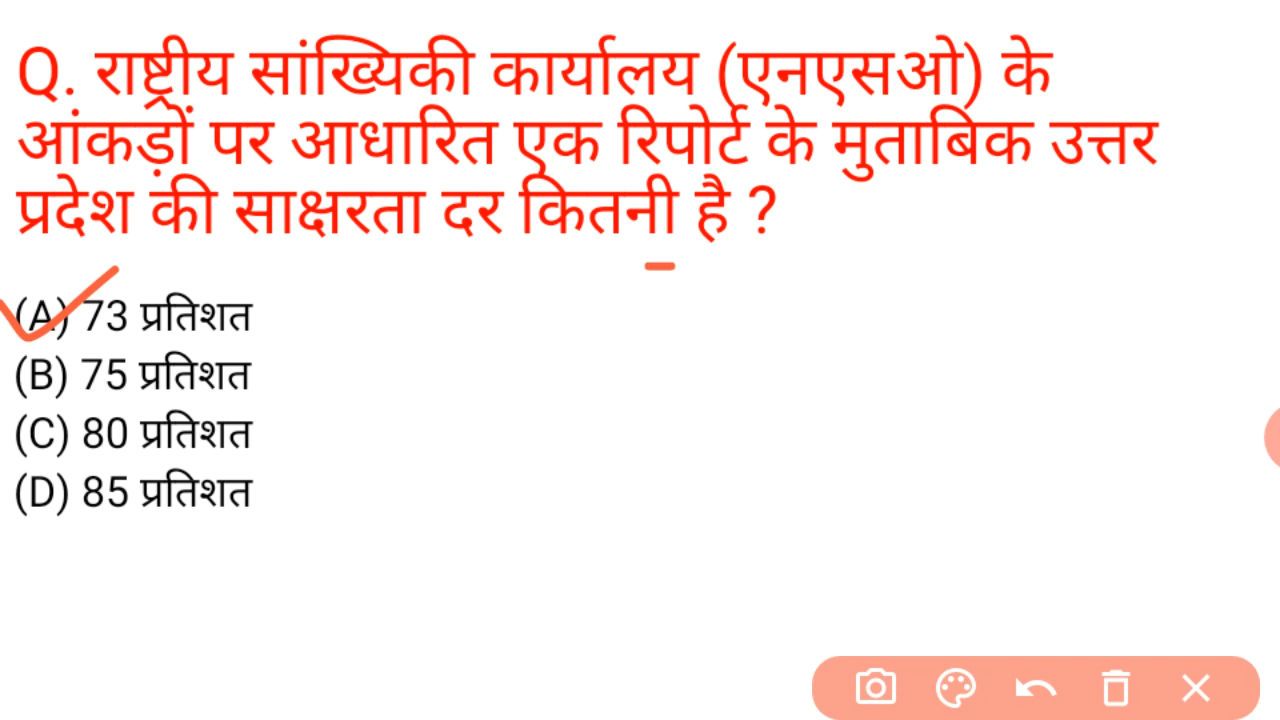 Q. राष्ट्रीय सांख्यिकी कार्यालय (एनएसओ) के
आंकड़ों पर आधारित एक रिपोर्ट के मुताबिक उत्तर
प्रदेश की साक्षरता दर कितनी है ?
(A) 73 प्रतिशत
(B) 75 प्रतिशत
(C) 80 प्रतिशत
(D) 85 प्रतिशत